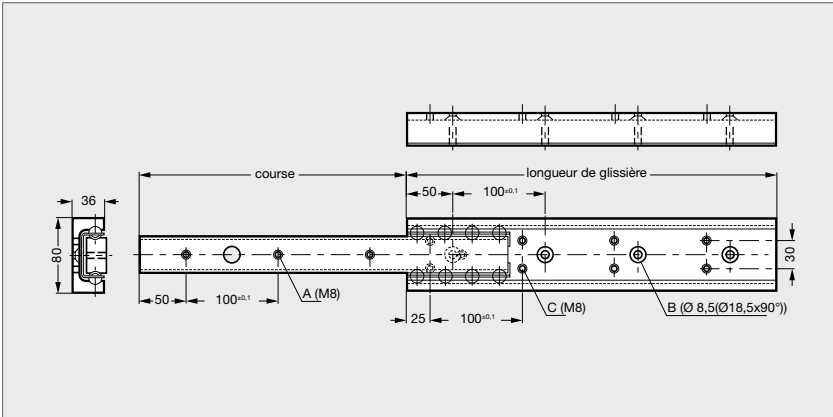 course
longueur de glissière
50
100±0,1
36
80
30
A (M8)
C (M8)
B (Ø 8,5(Ø18,5x90°))
50
100±0,1
25
100±0,1